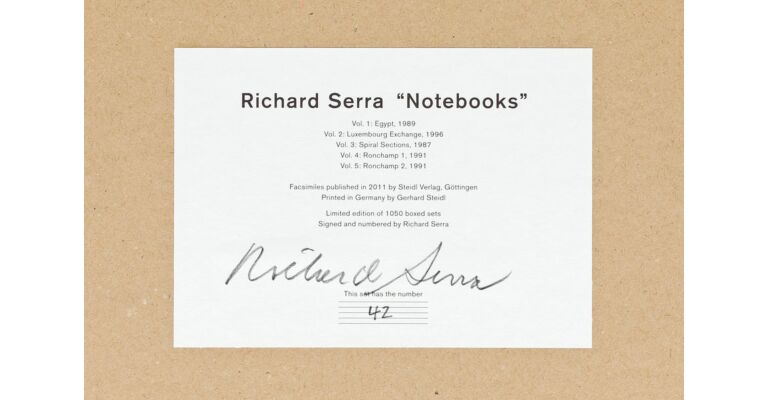 Richard Serra “Notebooks”
Vol. 1: Egypt, 1989
Vol. 2: Luxembourg Exchange, 1996
Vol. 3: Spiral Sections, 1987
Vol. 4: Ronchamp 1, 1991
Vol. 5: Ronchamp 2, 1991
Facsimiles published in 2011 by Steidl Verlag, Göttingen
Printed in Germany by Gerhard Steidl
Limited edition of 1050 boxed sets
Signed and numbered by Richard Serra
Richard Serra
This set has the number
42